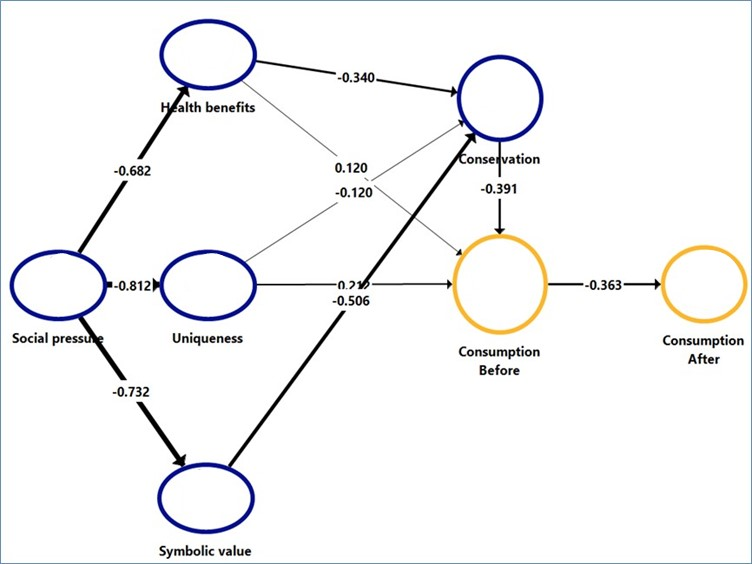 Health benefits
-0.340
Conservation
-0.682
0.120
-0.120
-0.391
-0.812
-0.506
-0.363
Social pressure
Uniqueness
Consumption
Before
Consumption
After
-0.732
Symbolic value